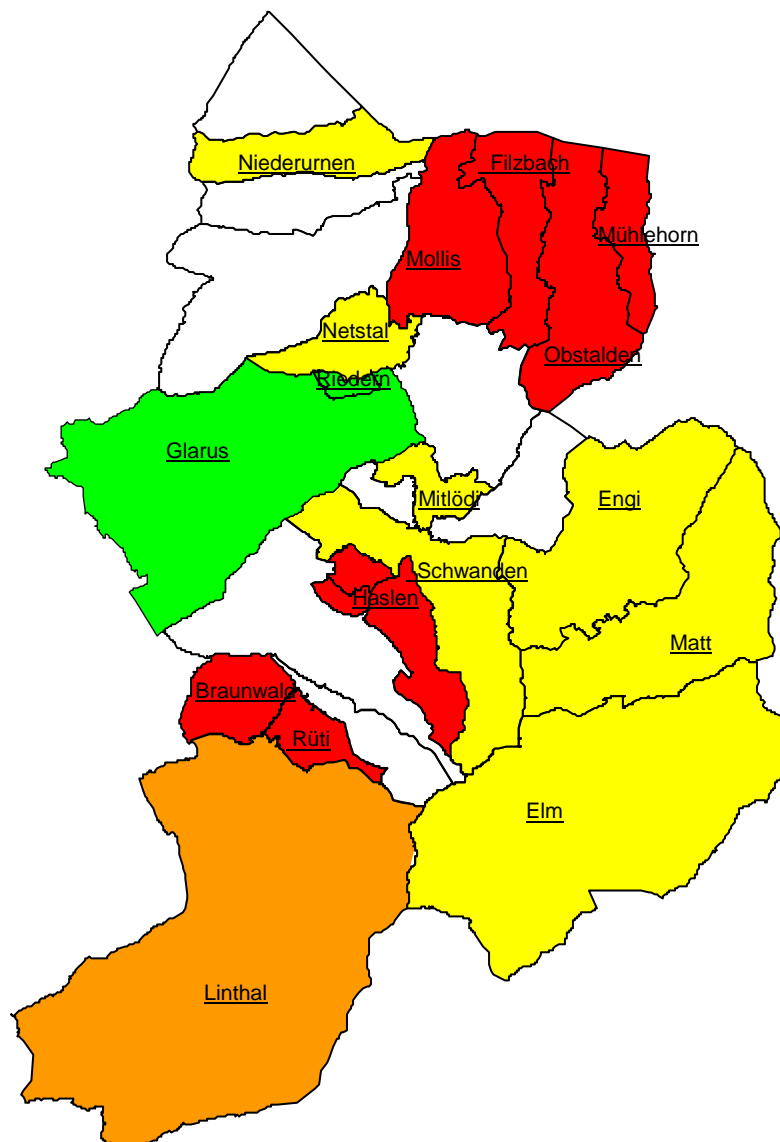 Niederurnen
Filzbach
Mühlehorn
Mollis
Netstal
Obstalden
Riedern
Glarus
Mitlödi
Engi
Schwanden
Haslen
Matt
Braunwald
Rüti
Elm
Linthal